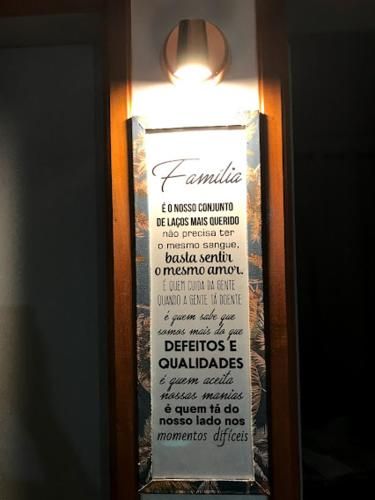 Família
É O NOSSO CONJUNTO
DE LAÇOS MAIS QUERIDO
não precisa ter
o mesmo sangue,
basta sentir
o mesmo amor.
É QUEM CUIDA DA GENTE
QUANDO A GENTE TÁ DOENTE
é quem sabe que
somos mais do que
DEFEITOS E
QUALIDADES
é quem aceita
nossas manias
é quem tá do
nosso lado nos
momentos difíceis